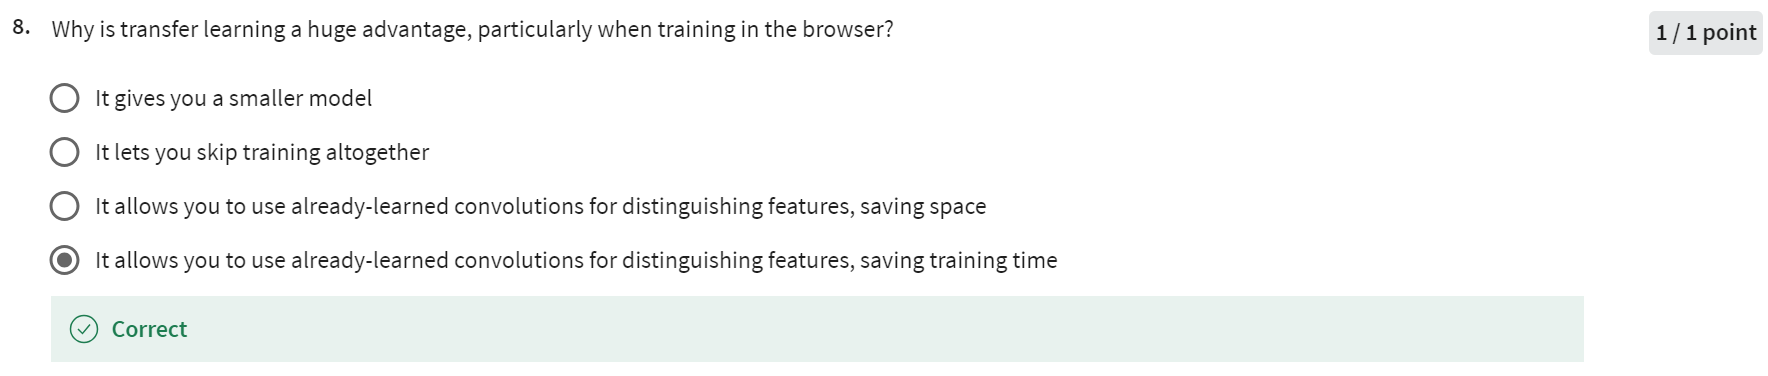 8. Why is transfer learning a huge advantage, particularly when training in the browser?
1 / 1 point
It gives you a smaller model
It lets you skip training altogether
It allows you to use already-learned convolutions for distinguishing features, saving space
It allows you to use already-learned convolutions for distinguishing features, saving training time
Correct